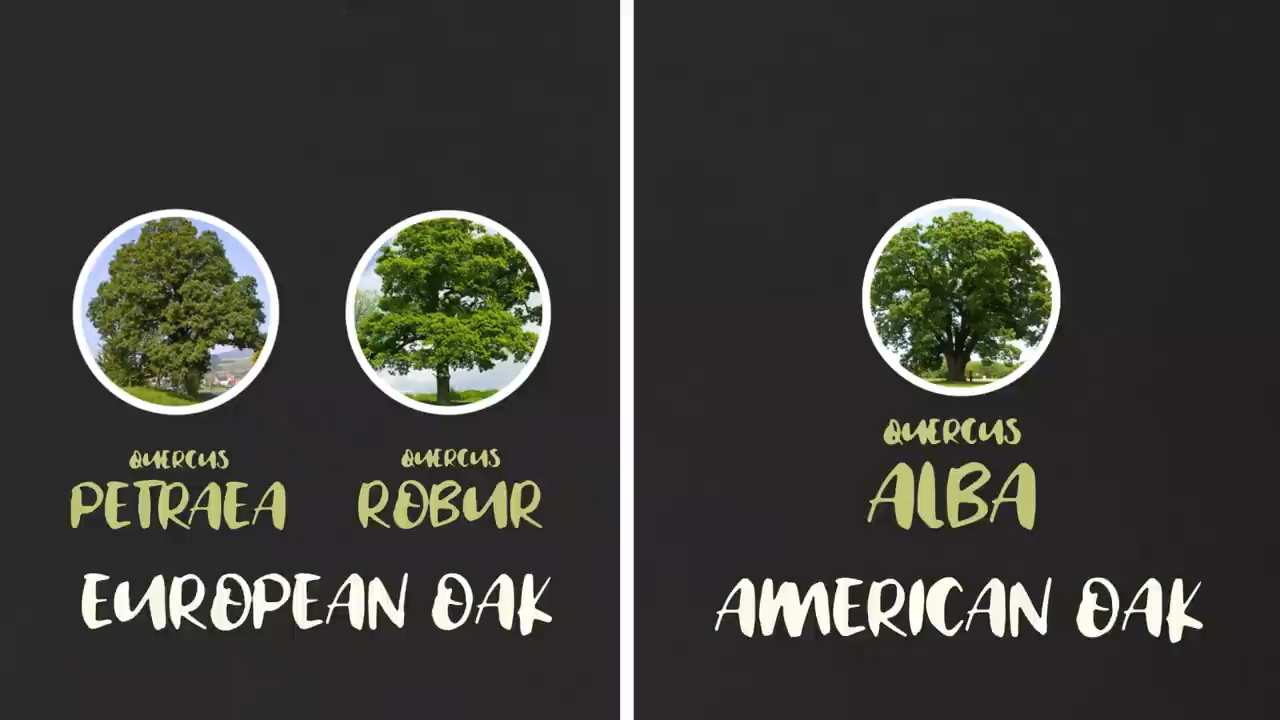 QUERCUS
PETRAEA
QUERCUS
ROBUR
EUROPEAN OAK
QUERCUS
ALBA
AMERICAN OAK